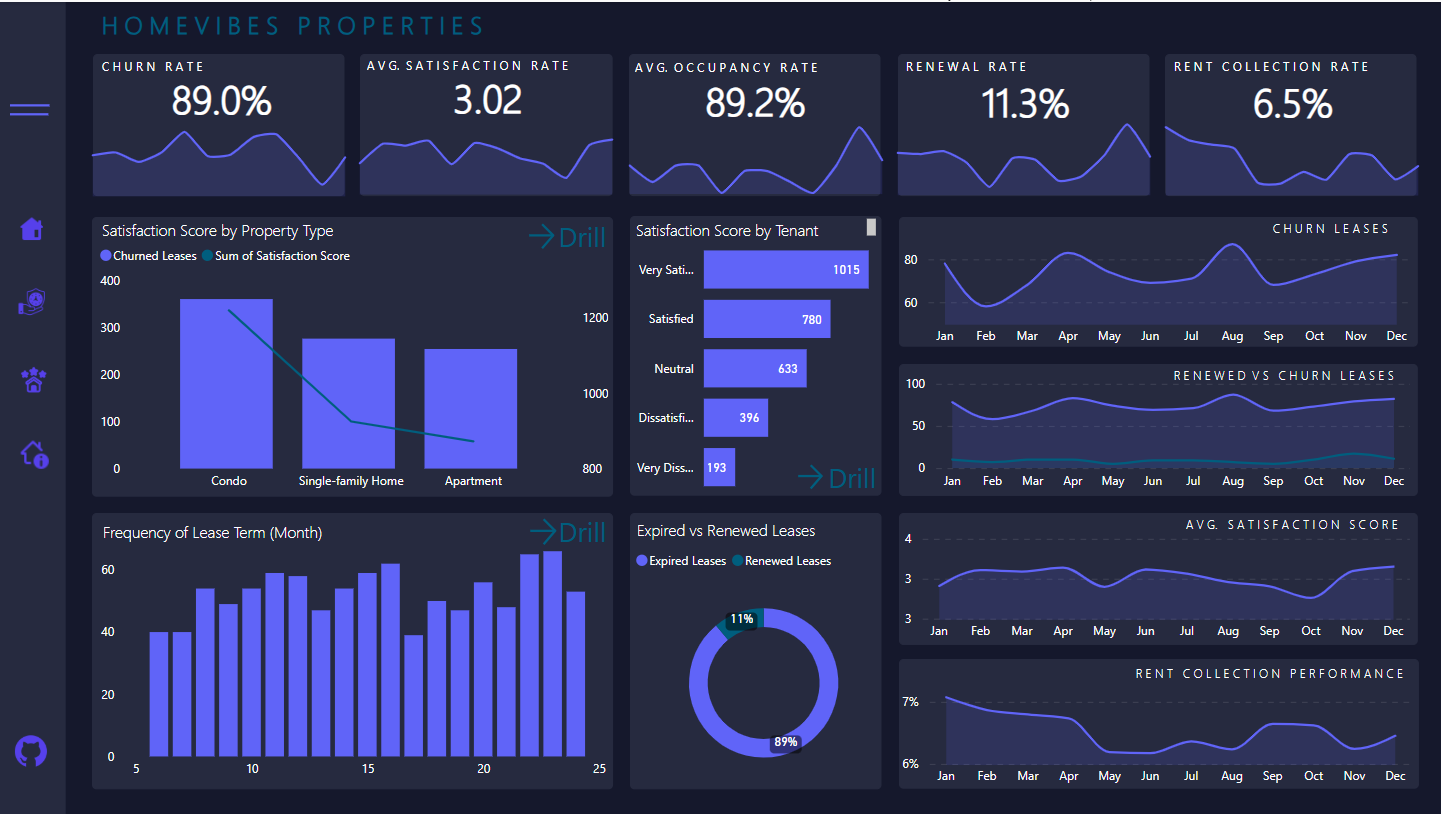 HOMEVIBES PROPERTIES
CHURN RATE
89.0%
AVG. SATISFACTION RATE
3.02
AVG. OCCUPANCY RATE
89.2%
RENEWAL RATE
11.3%
RENT COLLECTION RATE
6.5%
Satisfaction Score by Property Type
Drill
Churned Leases Sum of Satisfaction Score
400
300
200
100
0
1200
1000
800
Condo Single-family Home Apartment
Satisfaction Score by Tenant
Very Sati... 1015
Satisfied 780
Neutral 633
Dissatisfi... 396
Very Diss... 193
Drill
CHURN LEASES
80
60
Jan Feb Mar Apr May Jun Jul Aug Sep Oct Nov Dec
RENEWED VS CHURN LEASES
100
50
0
Jan Feb Mar Apr May Jun Jul Aug Sep Oct Nov Dec
Frequency of Lease Term (Month)
Drill
60
40
20
0
5 10 15 20 25
Expired vs Renewed Leases
Expired Leases Renewed Leases
11%
89%
AVG. SATISFACTION SCORE
4
3
3
Jan Feb Mar Apr May Jun Jul Aug Sep Oct Nov Dec
RENT COLLECTION PERFORMANCE
7%
6%
Jan Feb Mar Apr May Jun Jul Aug Sep Oct Nov Dec